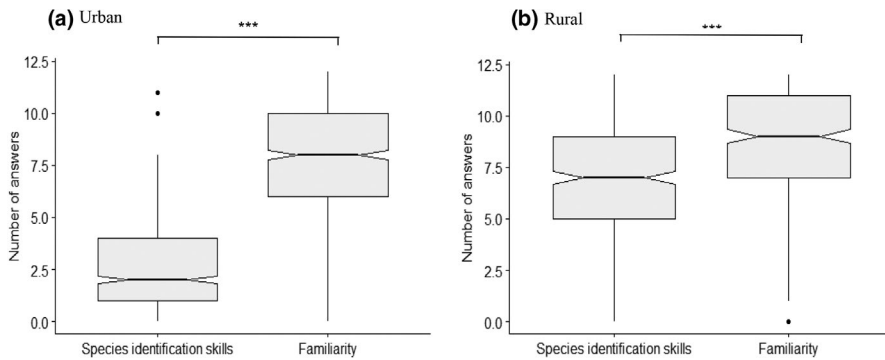 (a) Urban
***
Number of answers
12.5
10.0
7.5
5.0
2.5
0.0
Species identification skills
Familiarity
(b) Rural
***
Number of answers
12.5
10.0
7.5
5.0
2.5
0.0
Species identification skills
Familiarity